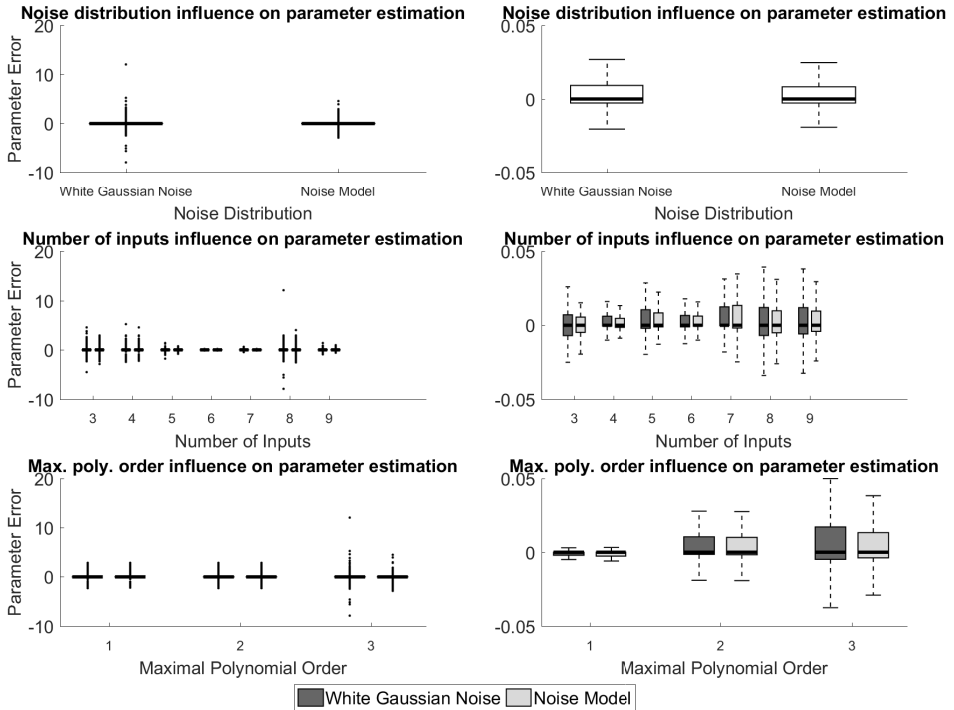 Noise distribution influence on parameter estimation
20
10
0
-10
Parameter Error
White Gaussian Noise
Noise Model
Noise Distribution
Noise distribution influence on parameter estimation
0.05
0
-0.05
White Gaussian Noise
Noise Model
Noise Distribution
Number of inputs influence on parameter estimation
20
10
0
-10
Parameter Error
3 4 5 6 7 8 9
Number of Inputs
Number of inputs influence on parameter estimation
0.05
0
-0.05
3 4 5 6 7 8 9
Number of Inputs
Max. poly. order influence on parameter estimation
20
10
0
-10
Parameter Error
1 2 3
Maximal Polynomial Order
Max. poly. order influence on parameter estimation
0.05
0
-0.05
1 2 3
Maximal Polynomial Order
White Gaussian Noise
Noise Model